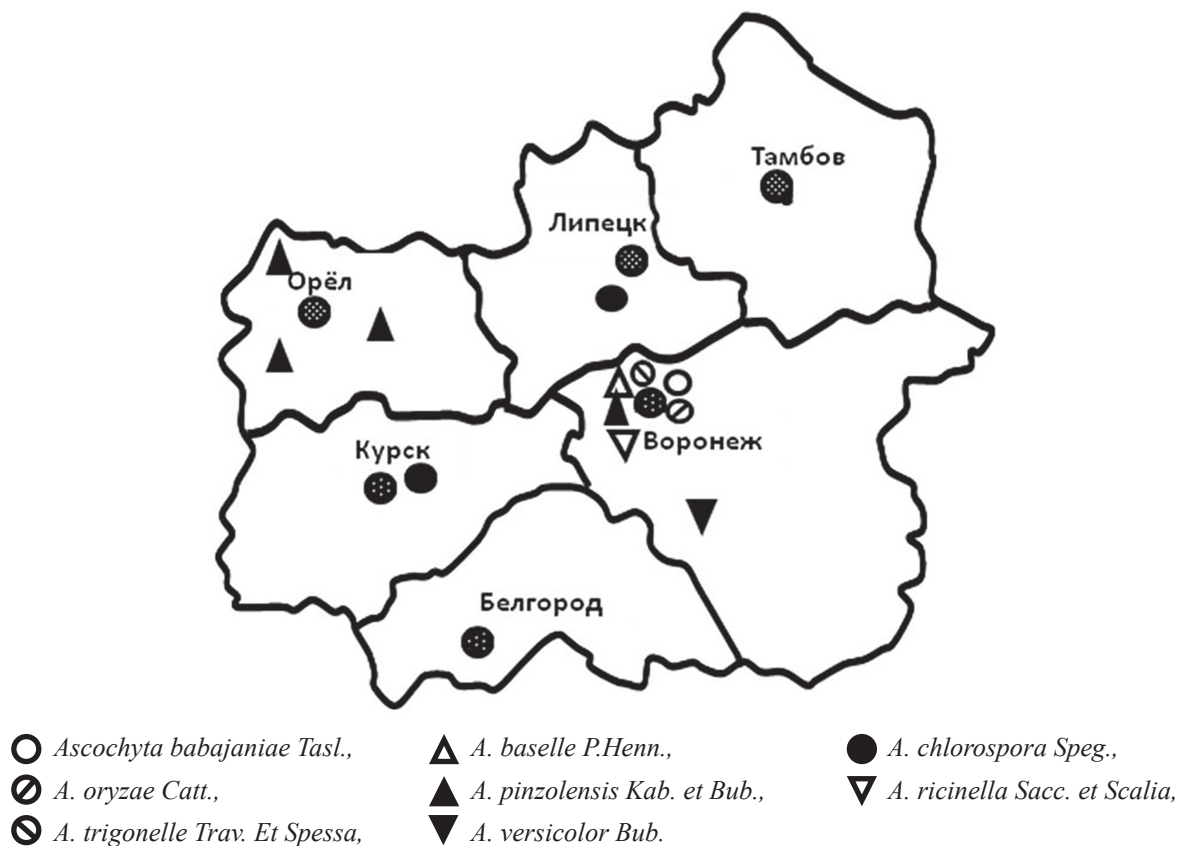 Тамбов
Липецк
Орёл
Воронеж
Курск
Белгород
Ascochyta babajaniae Tasl.,
A. baselle P.Henn.,
A. chlorospora Speg.,
A. oryzae Catt.,
A. pinzolensis Kab. et Bub.,
A. ricinella Sacc. et Scalia,
A. trigonelle Trav. Et Spessa,
A. versicolor Bub.